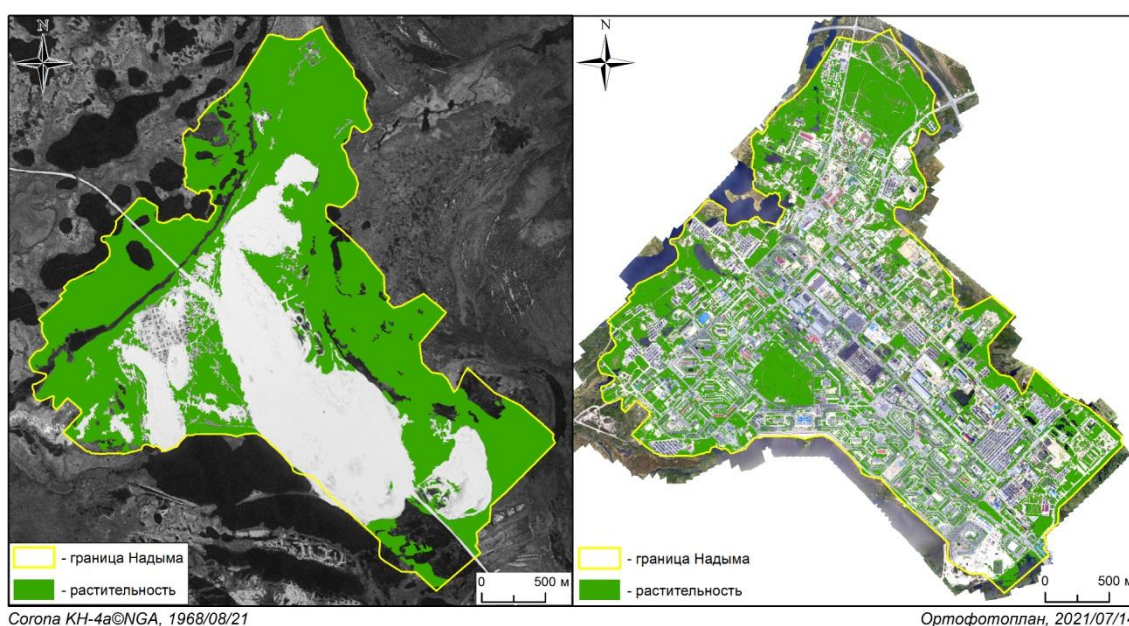 N
- граница Надыма
- растительность
0 500 м
N
- граница Надыма
- растительность
0 500 м
Corona KH-4a©NGA, 1968/08/21
Ортофотоплан, 2021/07/14